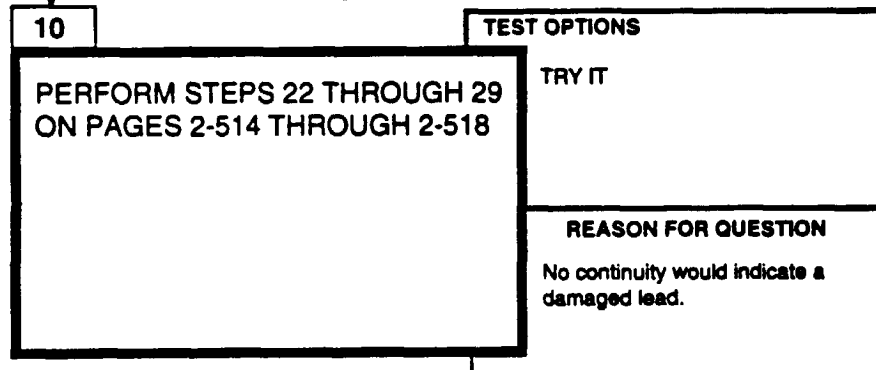 10
PERFORM STEPS 22 THROUGH 29
ON PAGES 2-514 THROUGH 2-518
TEST OPTIONS
TRY IT
REASON FOR QUESTION
No continuity would indicate a
damaged lead.